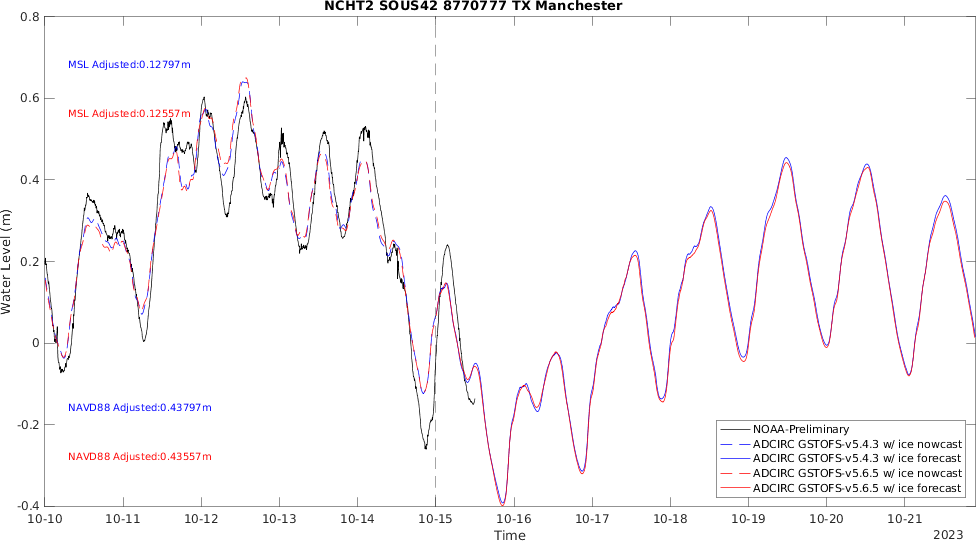 NCHT2 SOUS42 8770777 TX Manchester
0.8
0.6
0.4
0.2
0
-0.2
-0.4
Water Level (m)
MSL Adjusted:0.12797m
MSL Adjusted:0.12557m
NAVD88 Adjusted:0.43797m
NAVD88 Adjusted:0.43557m
NOAA-Preliminary
ADCIRC GSTOFS-v5.4.3 w/ ice nowcast
ADCIRC GSTOFS-v5.4.3 w/ ice forecast
ADCIRC GSTOFS-v5.6.5 w/ ice nowcast
ADCIRC GSTOFS-v5.6.5 w/ ice forecast
10-10 10-11 10-12 10-13 10-14 10-15 10-16 10-17 10-18 10-19 10-20 10-21
Time
2023